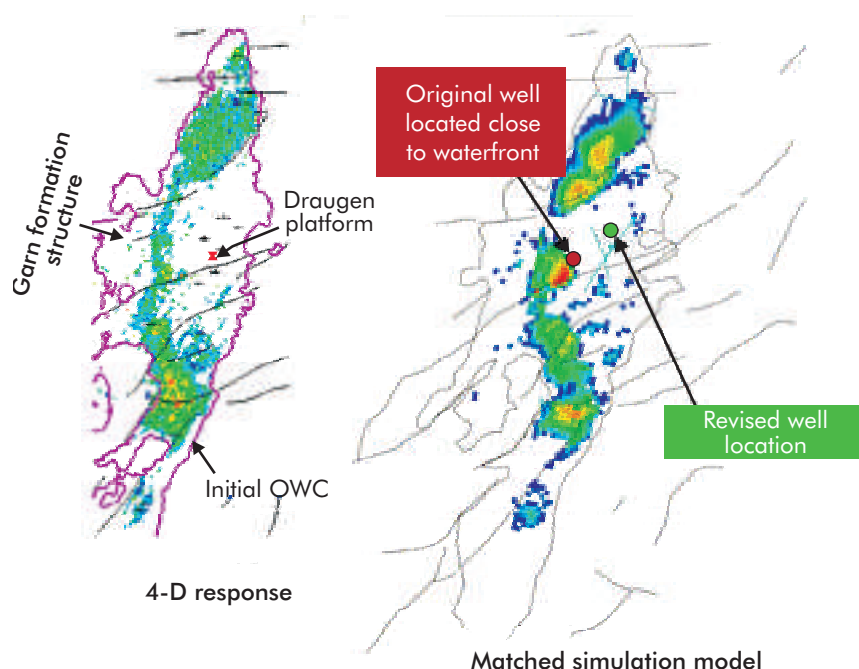 Original well
located close
to waterfront
Garn formation
structure
Draugen
platform
Revised well
location
Initial OWC
4-D response
Matched simulation model